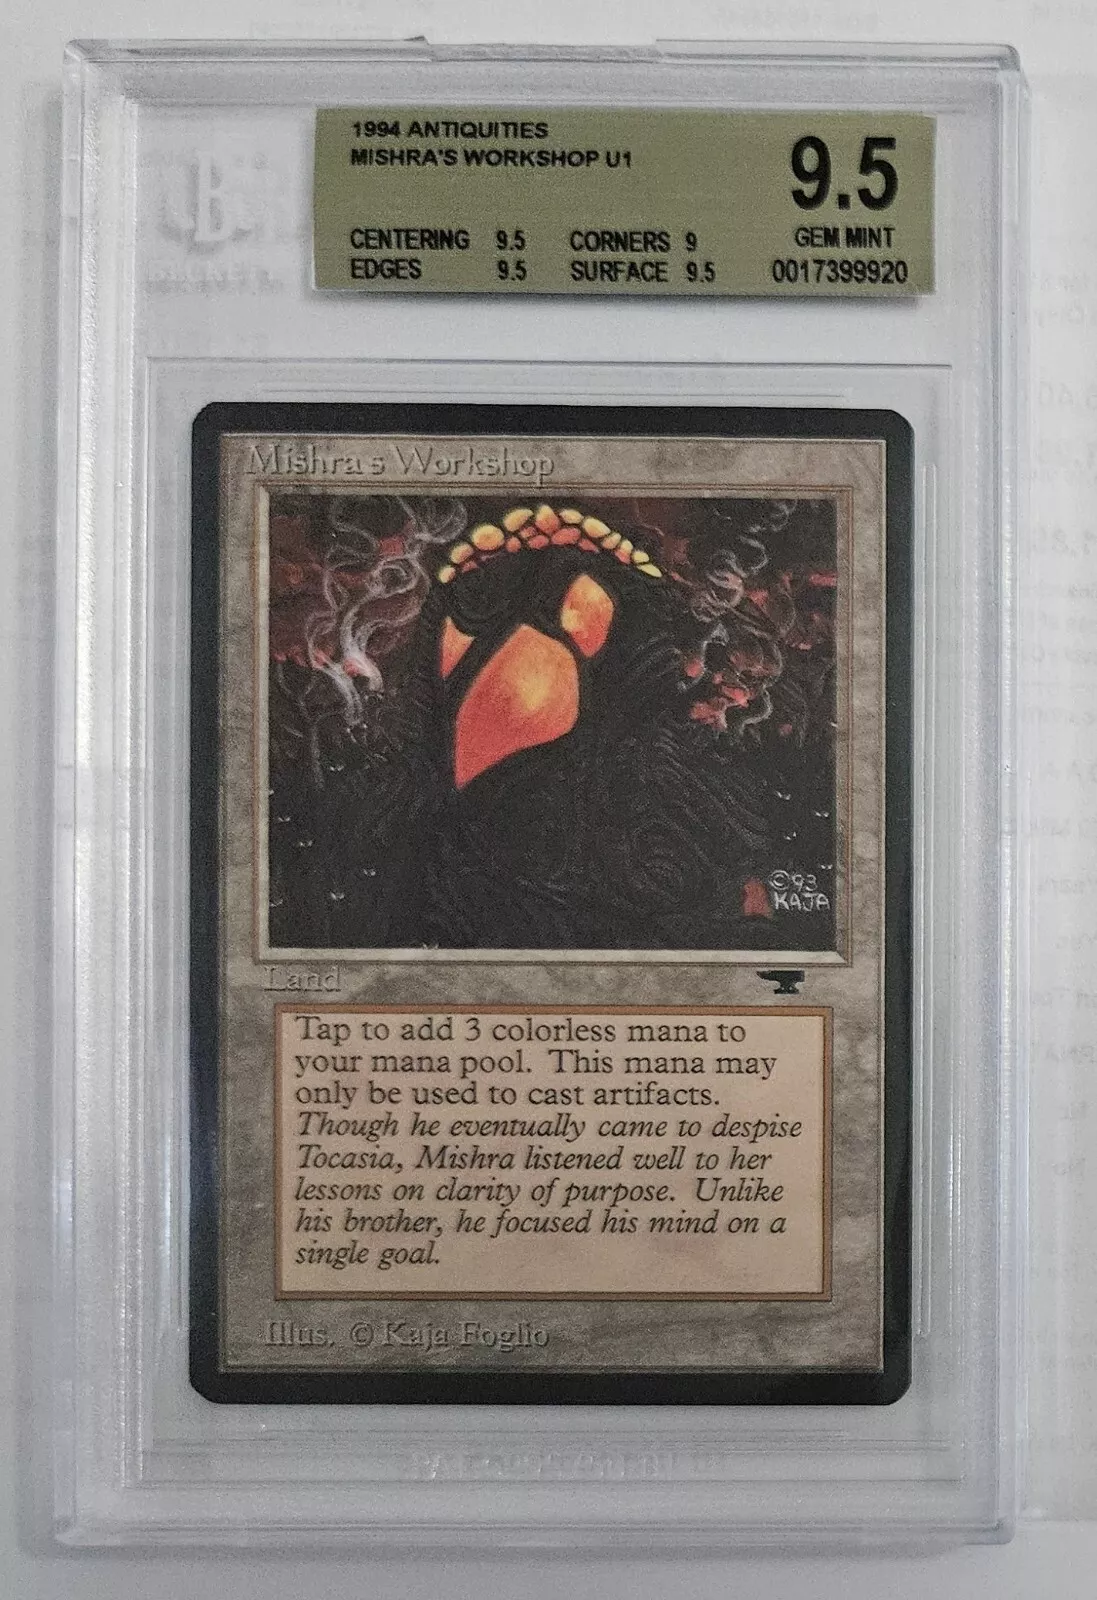 1994 ANTIQUITIES
MISHRA'S WORKSHOP U1
9.5
CENTERING 9.5 CORNERS 9 GEM MINT
EDGES 9.5 SURFACE 9.5 0017399920
Mishra's Workshop
©93
KAJA
Land
Tap to add 3 colorless mana to
your mana pool. This mana may
only be used to cast artifacts.
Though he eventually came to despise
Tocasia, Mishra listened well to her
lessons on clarity of purpose. Unlike
his brother, he focused his mind on a
single goal.
Illus. © Kaja Foglio